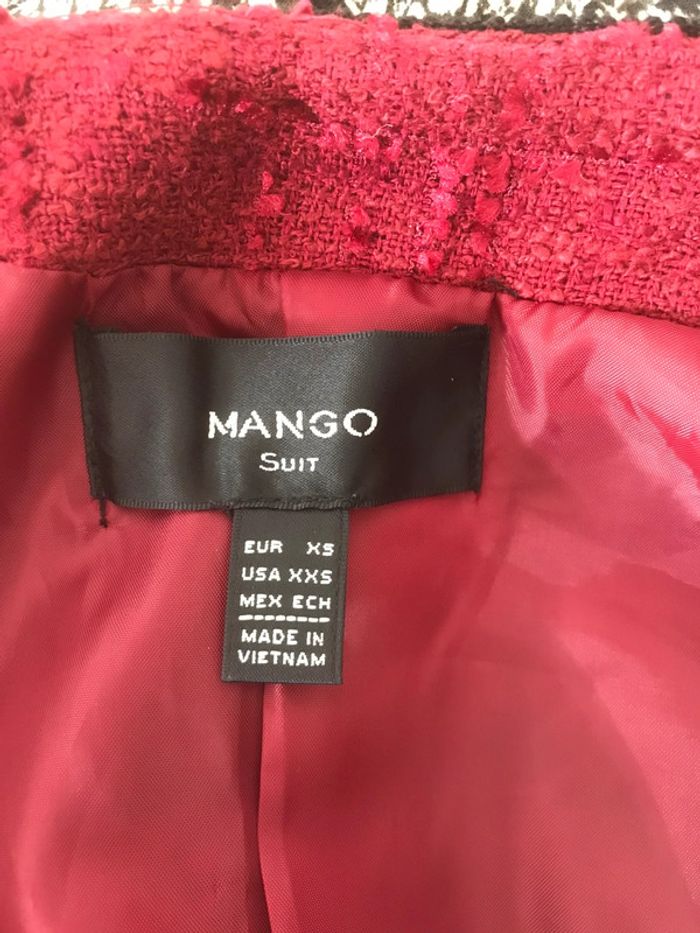 MANGO
SUIT
EUR XS
USA XXS
MEX ECH
MADE IN
VIETNAM